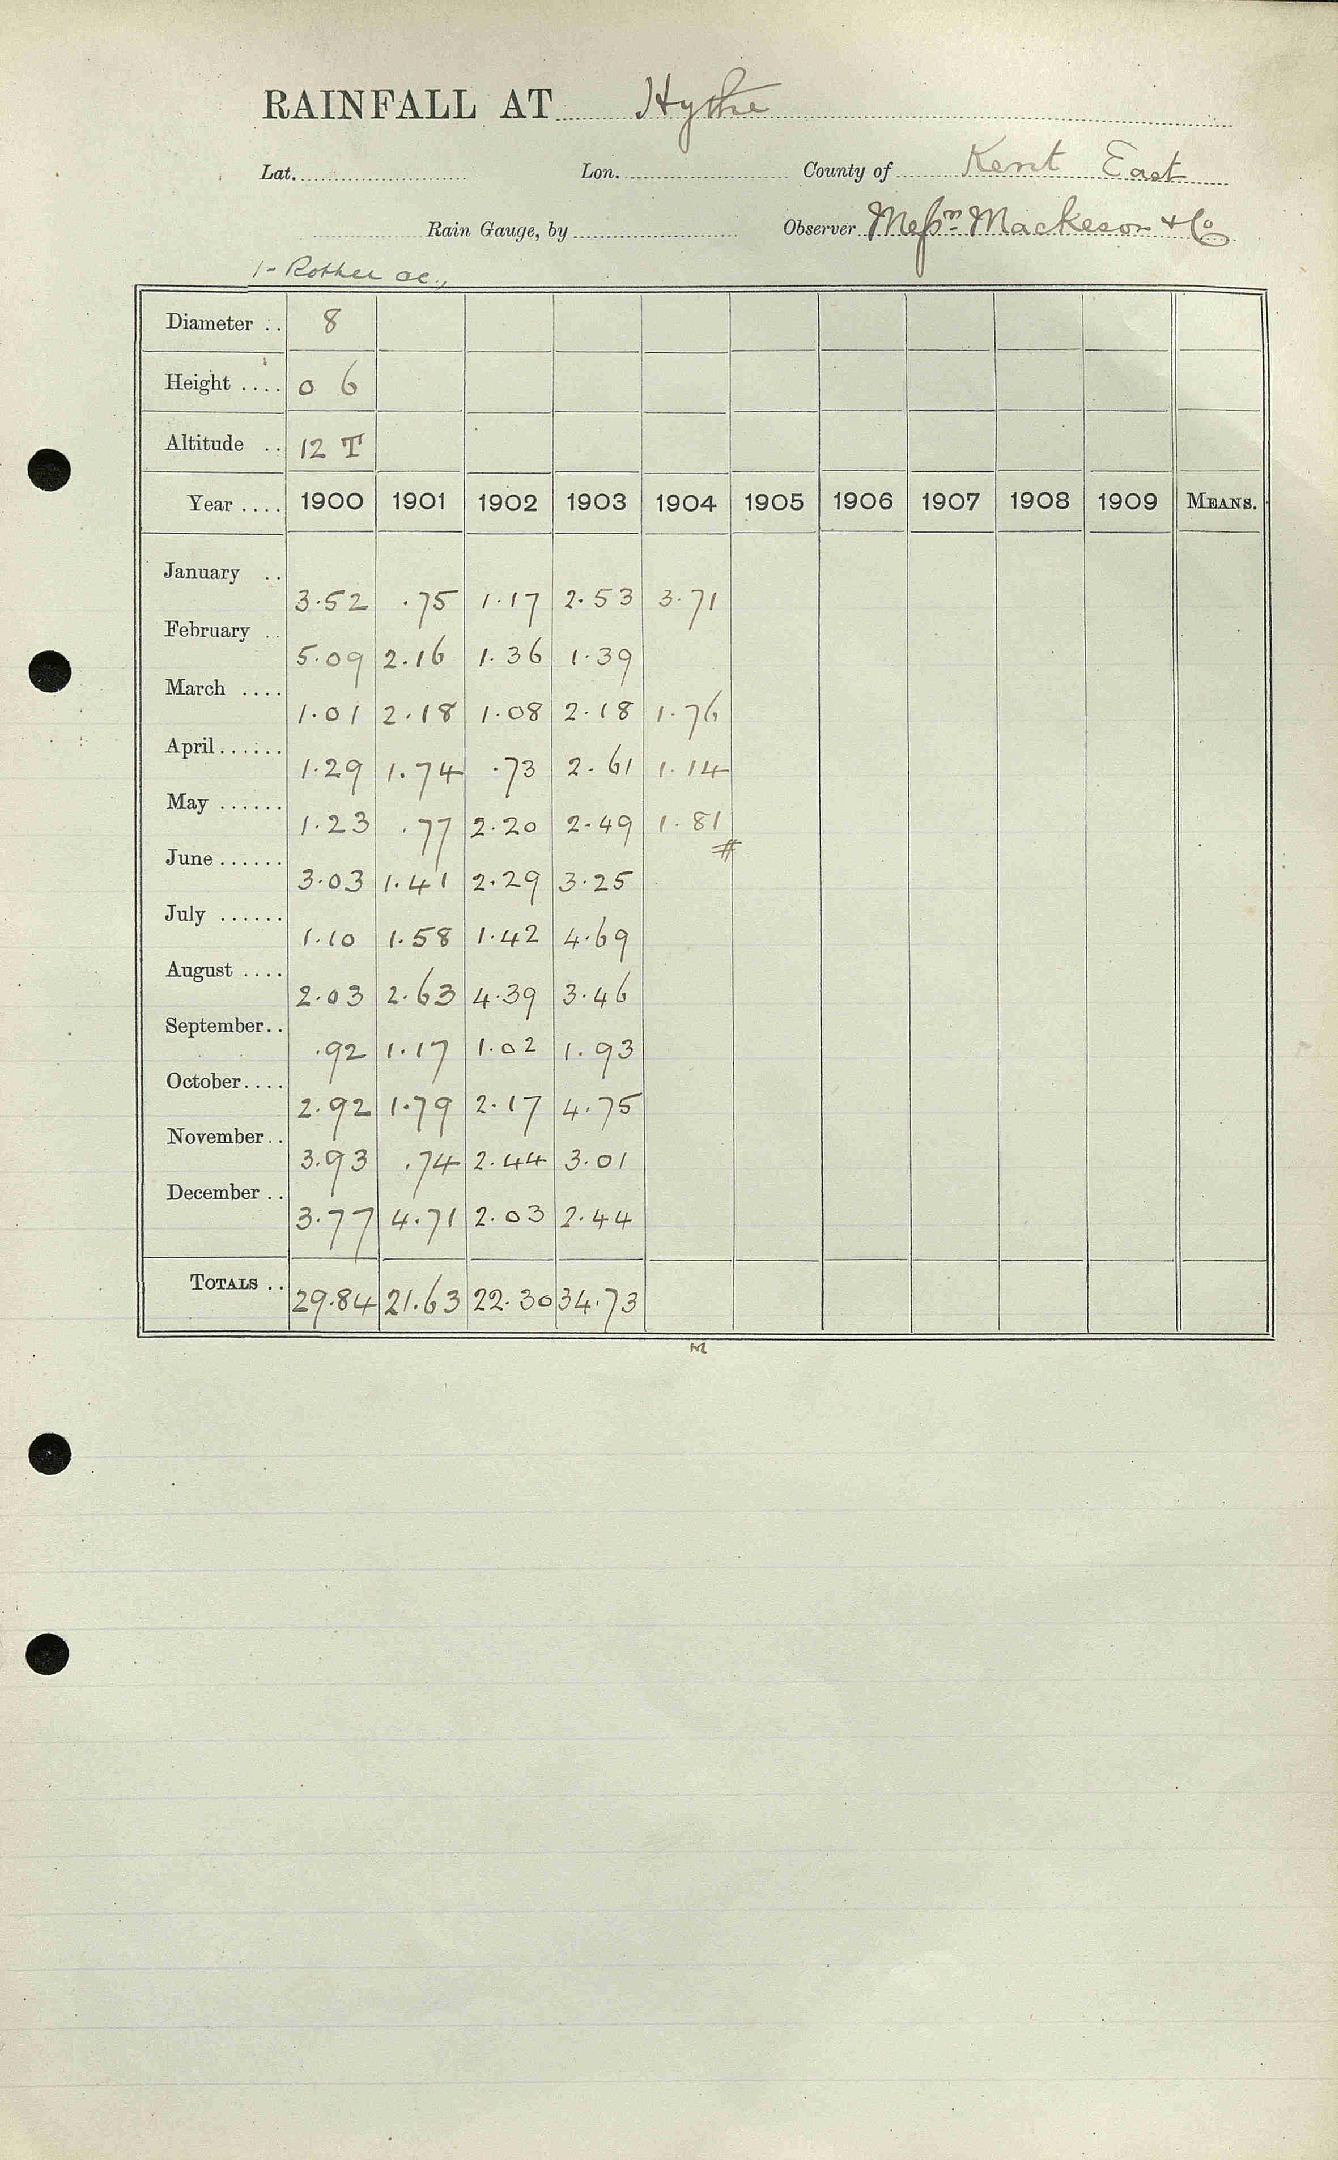 RAINFALL AT Hythe
Lat. Lon. County of Kent East
Rain Gauge, by Observer Messrs Mackeson & Co
1- Rother
Diameter .. 8
Height .... 0 6
Altitude .. 12 T
Year .... 1900 1901 1902 1903 1904 1905 1906 1907 1908 1909 MEANS.
January .. 3.52 .75 1.17 2.53 3.71
February .. 5.09 2.16 1.36 1.39
March .... 1.01 2.18 1.08 2.18 1.76
April...... 1.29 1.74 .73 2.61 1.14
May ...... 1.23 .77 2.20 2.49 1.81
#
June...... 3.03 1.41 2.29 3.25
July ...... 1.10 1.58 1.42 4.69
August .... 2.03 2.63 4.39 3.46
September.. .92 1.17 1.02 1.93
October.... 2.92 1.79 2.17 4.75
November.. 3.93 .74 2.44 3.01
December .. 3.77 4.71 2.03 2.44
TOTALS .. 29.84 21.63 22.30 34.73